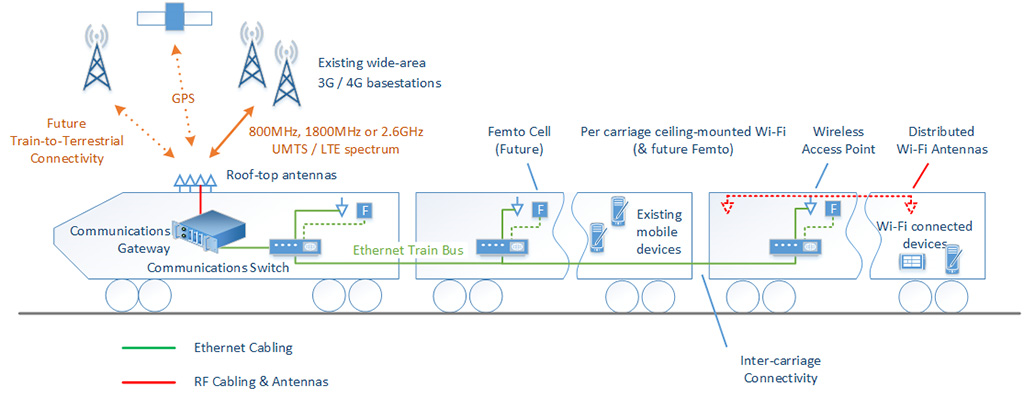 Existing wide-area
3G / 4G basestations
GPS
Future
Train-to-Terrestrial
Connectivity
800MHz, 1800MHz or 2.6GHz
UMTS / LTE spectrum
Femto Cell
(Future)
Per carriage ceiling-mounted Wi-Fi
(& future Femto)
Wireless
Access Point
Distributed
Wi-Fi Antennas
Roof-top antennas
F
F
F
Communications
Gateway
Existing
mobile
devices
Wi-Fi connected
devices
Ethernet Train Bus
Communications Switch
Ethernet Cabling
Inter-carriage
Connectivity
RF Cabling & Antennas